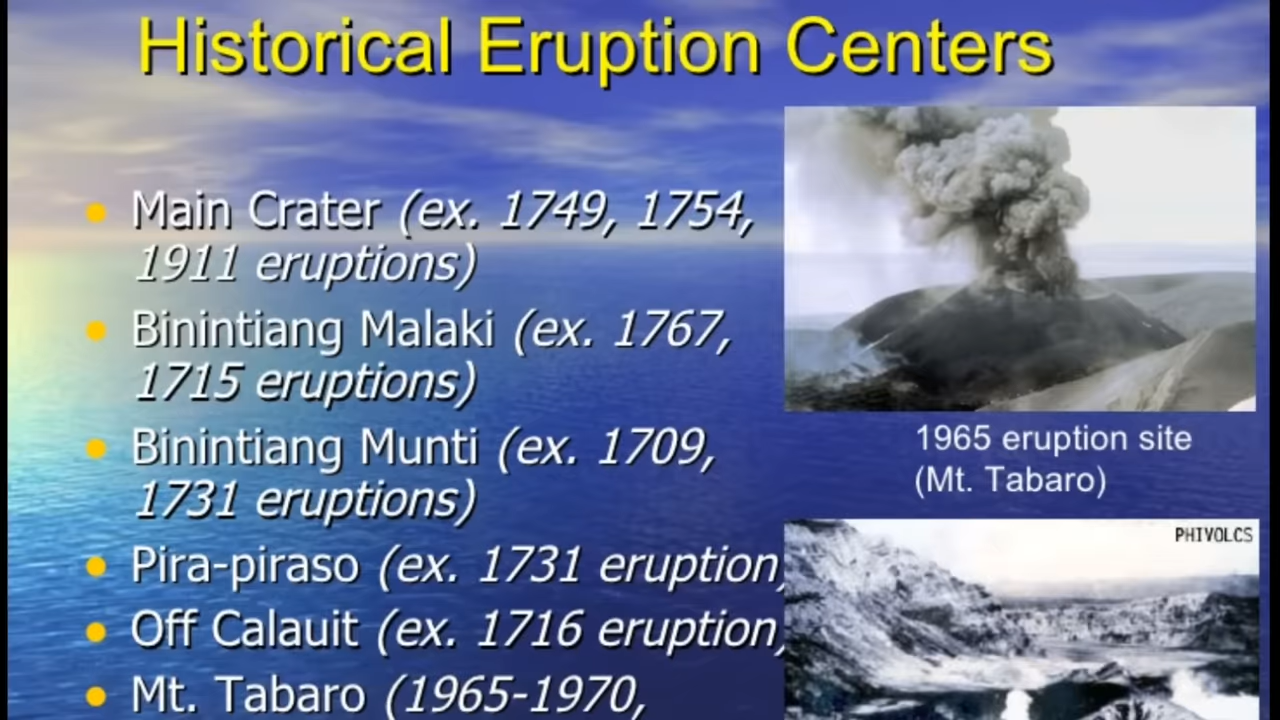 Historical Eruption Centers
Main Crater (ex. 1749, 1754,
1911 eruptions)
Binintiang Malaki (ex. 1767,
1715 eruptions)
Binintiang Munti (ex. 1709,
1731 eruptions)
Pira-piraso (ex. 1731 eruption)
Off Calauit (ex. 1716 eruption)
Mt. Tabaro (1965-1970,
1965 eruption site
(Mt. Tabaro)
PHIVOLCS